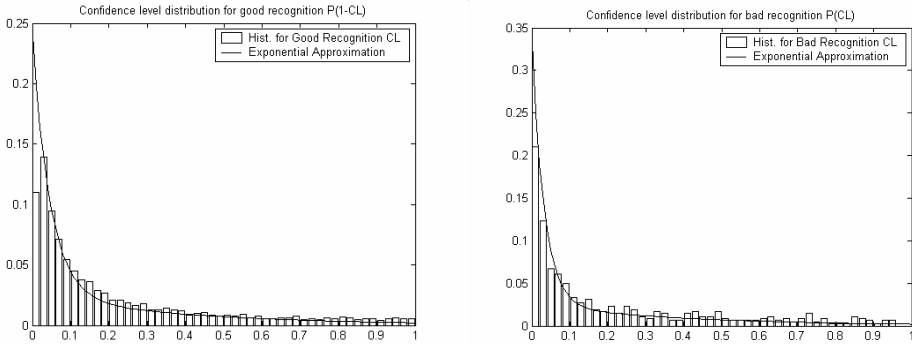 Confidence level distribution for good recognition P(1-CL)
0.25
0.2
0.15
0.1
0.05
0
0 0.1 0.2 0.3 0.4 0.5 0.6 0.7 0.8 0.9 1
Hist. for Good Recognition CL
Exponential Approximation
Confidence level distribution for bad recognition P(CL)
0.35
0.3
0.25
0.2
0.15
0.1
0.05
0
0 0.1 0.2 0.3 0.4 0.5 0.6 0.7 0.8 0.9 1
Hist. for Bad Recognition CL
Exponential Approximation